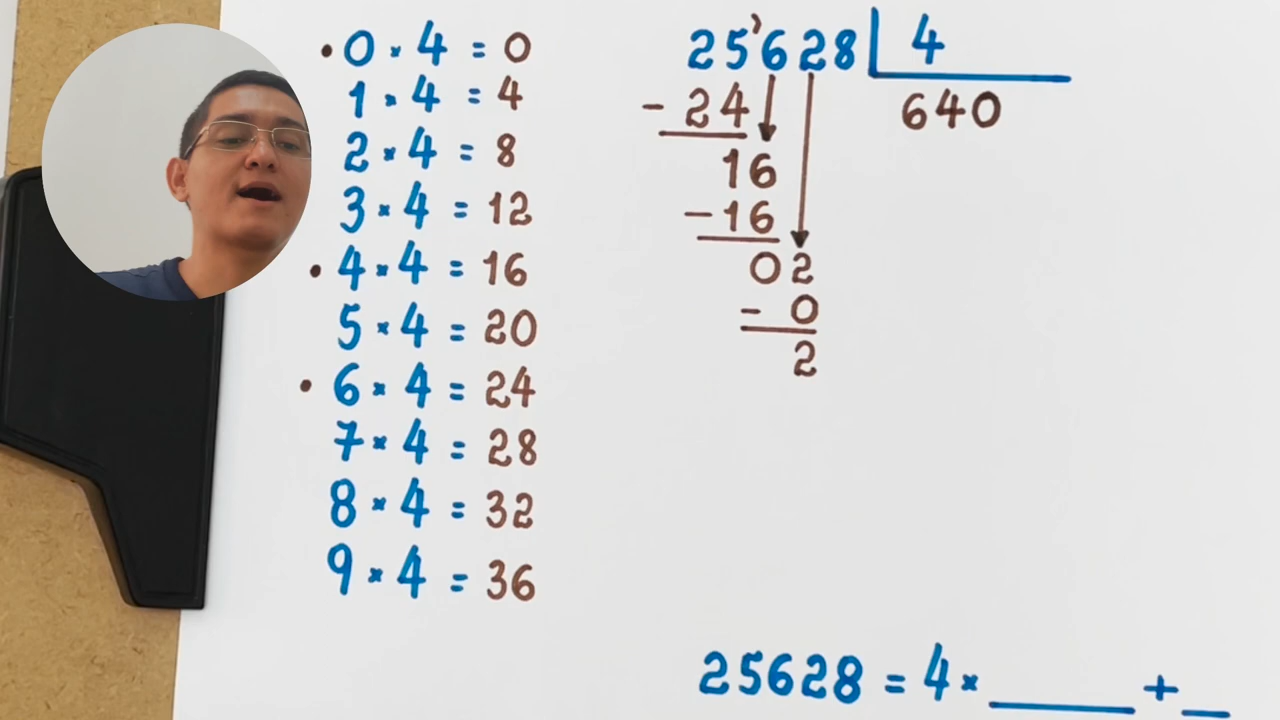 • 0 × 4 = 0
1 × 4 = 4
2 × 4 = 8
3 × 4 = 12
• 4 × 4 = 16
5 × 4 = 20
• 6 × 4 = 24
7 × 4 = 28
8 × 4 = 32
9 × 4 = 36
25'628 4
- 24 640
16
- 16
02
- 0
2
25628 = 4 × ____ + __